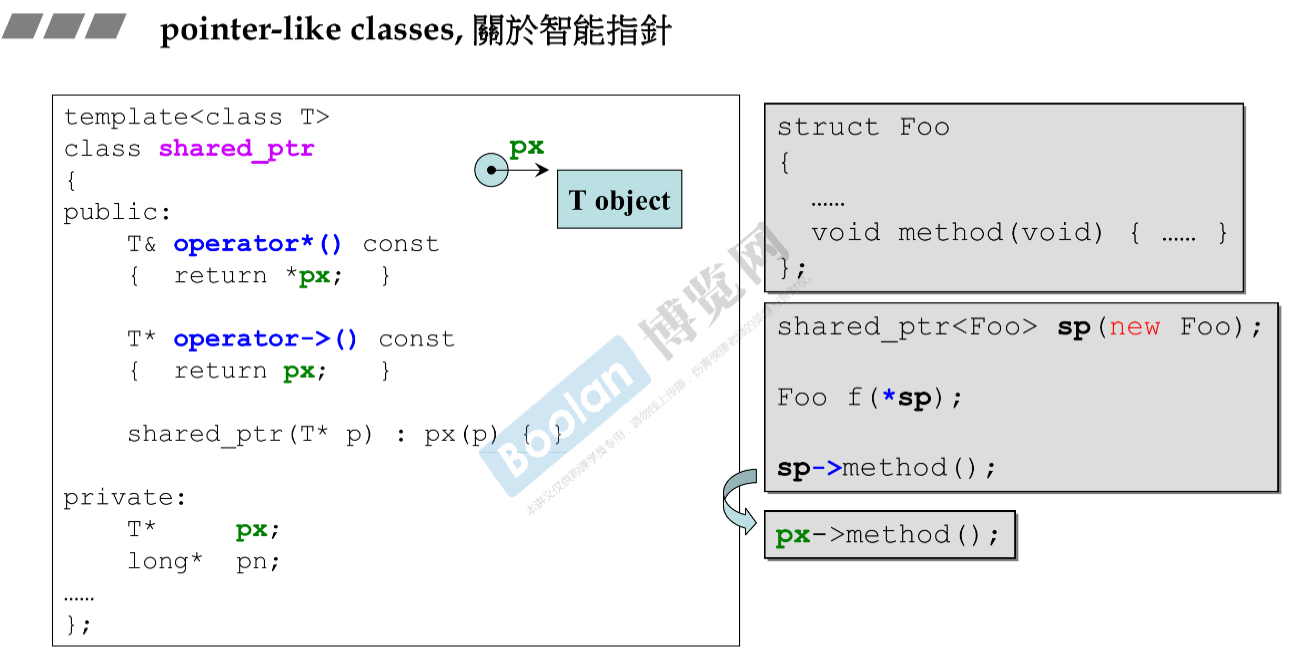 pointer-like classes, 關於智能指針
template<class T>
class shared_ptr
{
public:
T& operator*() const
{ return *px; }
T* operator->() const
{ return px; }
shared_ptr(T* p) : px(p) { }
private:
T* px;
long* pn;
……
};
px
T object
struct Foo
{
……
void method(void) { …… }
};
shared_ptr<Foo> sp(new Foo);
Foo f(*sp);
sp->method();
px->method();
Boolan 博览网